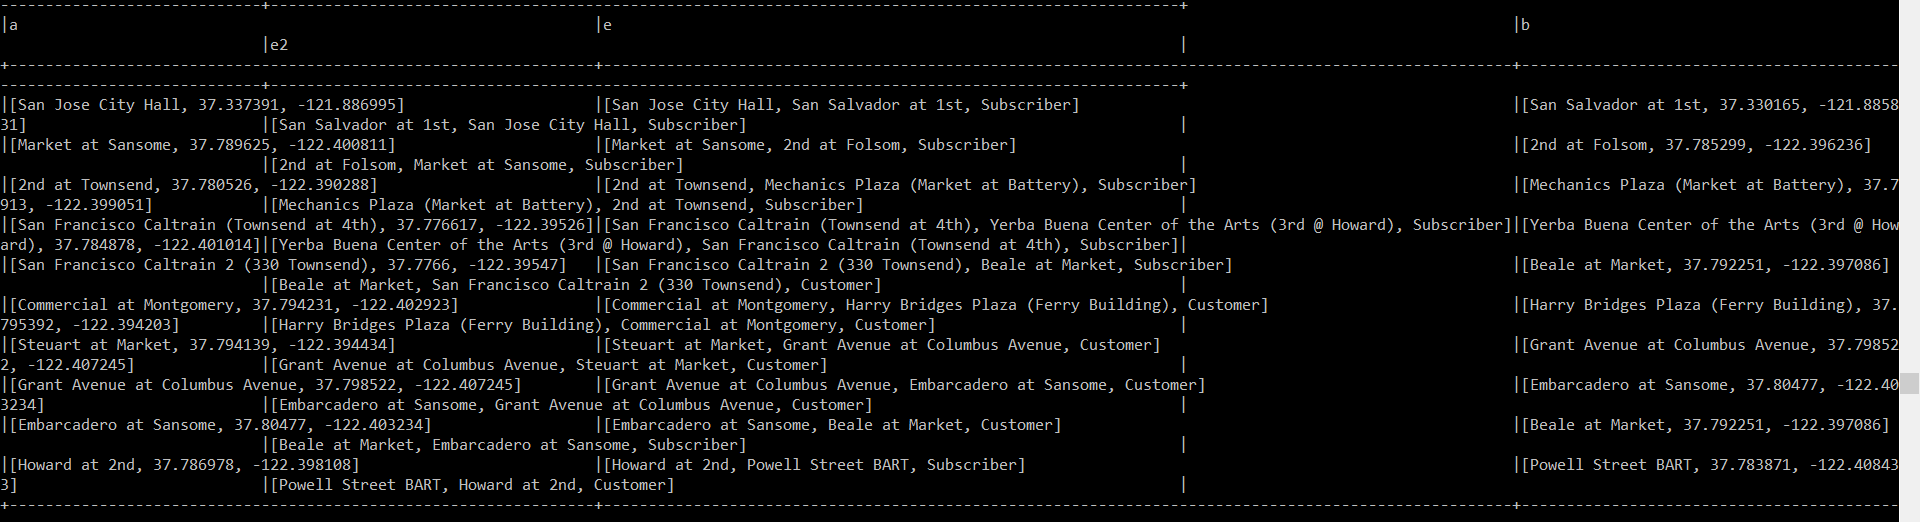 |a |e |b
|e2 |
|[San Jose City Hall, 37.337391, -121.886995] |[San Jose City Hall, San Salvador at 1st, Subscriber] |[San Salvador at 1st, 37.330165, -121.8858
31] |[San Salvador at 1st, San Jose City Hall, Subscriber] |
|[Market at Sansome, 37.789625, -122.400811] |[Market at Sansome, 2nd at Folsom, Subscriber] |[2nd at Folsom, 37.785299, -122.396236]
|[2nd at Folsom, Market at Sansome, Subscriber] |
|[2nd at Townsend, 37.780526, -122.390288] |[2nd at Townsend, Mechanics Plaza (Market at Battery), Subscriber] |[Mechanics Plaza (Market at Battery), 37.7
913, -122.399051] |[Mechanics Plaza (Market at Battery), 2nd at Townsend, Subscriber] |
|[San Francisco Caltrain (Townsend at 4th), 37.776617, -122.39526]|[San Francisco Caltrain (Townsend at 4th), Yerba Buena Center of the Arts (3rd @ Howard), Subscriber]|[Yerba Buena Center of the Arts (3rd @ How
ard), 37.784878, -122.401014]|[Yerba Buena Center of the Arts (3rd @ Howard), San Francisco Caltrain (Townsend at 4th), Subscriber]|
|[San Francisco Caltrain 2 (330 Townsend), 37.7766, -122.39547] |[San Francisco Caltrain 2 (330 Townsend), Beale at Market, Subscriber] |[Beale at Market, 37.792251, -122.397086]
|[Beale at Market, San Francisco Caltrain 2 (330 Townsend), Customer] |
|[Commercial at Montgomery, 37.794231, -122.402923] |[Commercial at Montgomery, Harry Bridges Plaza (Ferry Building), Customer] |[Harry Bridges Plaza (Ferry Building), 37.
795392, -122.394203] |[Harry Bridges Plaza (Ferry Building), Commercial at Montgomery, Customer] |
|[Steuart at Market, 37.794139, -122.394434] |[Steuart at Market, Grant Avenue at Columbus Avenue, Customer] |[Grant Avenue at Columbus Avenue, 37.79852
2, -122.407245] |[Grant Avenue at Columbus Avenue, Steuart at Market, Customer] |
|[Grant Avenue at Columbus Avenue, 37.798522, -122.407245] |[Grant Avenue at Columbus Avenue, Embarcadero at Sansome, Customer] |[Embarcadero at Sansome, 37.80477, -122.40
3234] |[Embarcadero at Sansome, Grant Avenue at Columbus Avenue, Customer] |
|[Embarcadero at Sansome, 37.80477, -122.403234] |[Embarcadero at Sansome, Beale at Market, Customer] |[Beale at Market, 37.792251, -122.397086]
|[Beale at Market, Embarcadero at Sansome, Subscriber] |
|[Howard at 2nd, 37.786978, -122.398108] |[Howard at 2nd, Powell Street BART, Subscriber] |[Powell Street BART, 37.783871, -122.40843
3] |[Powell Street BART, Howard at 2nd, Customer] |